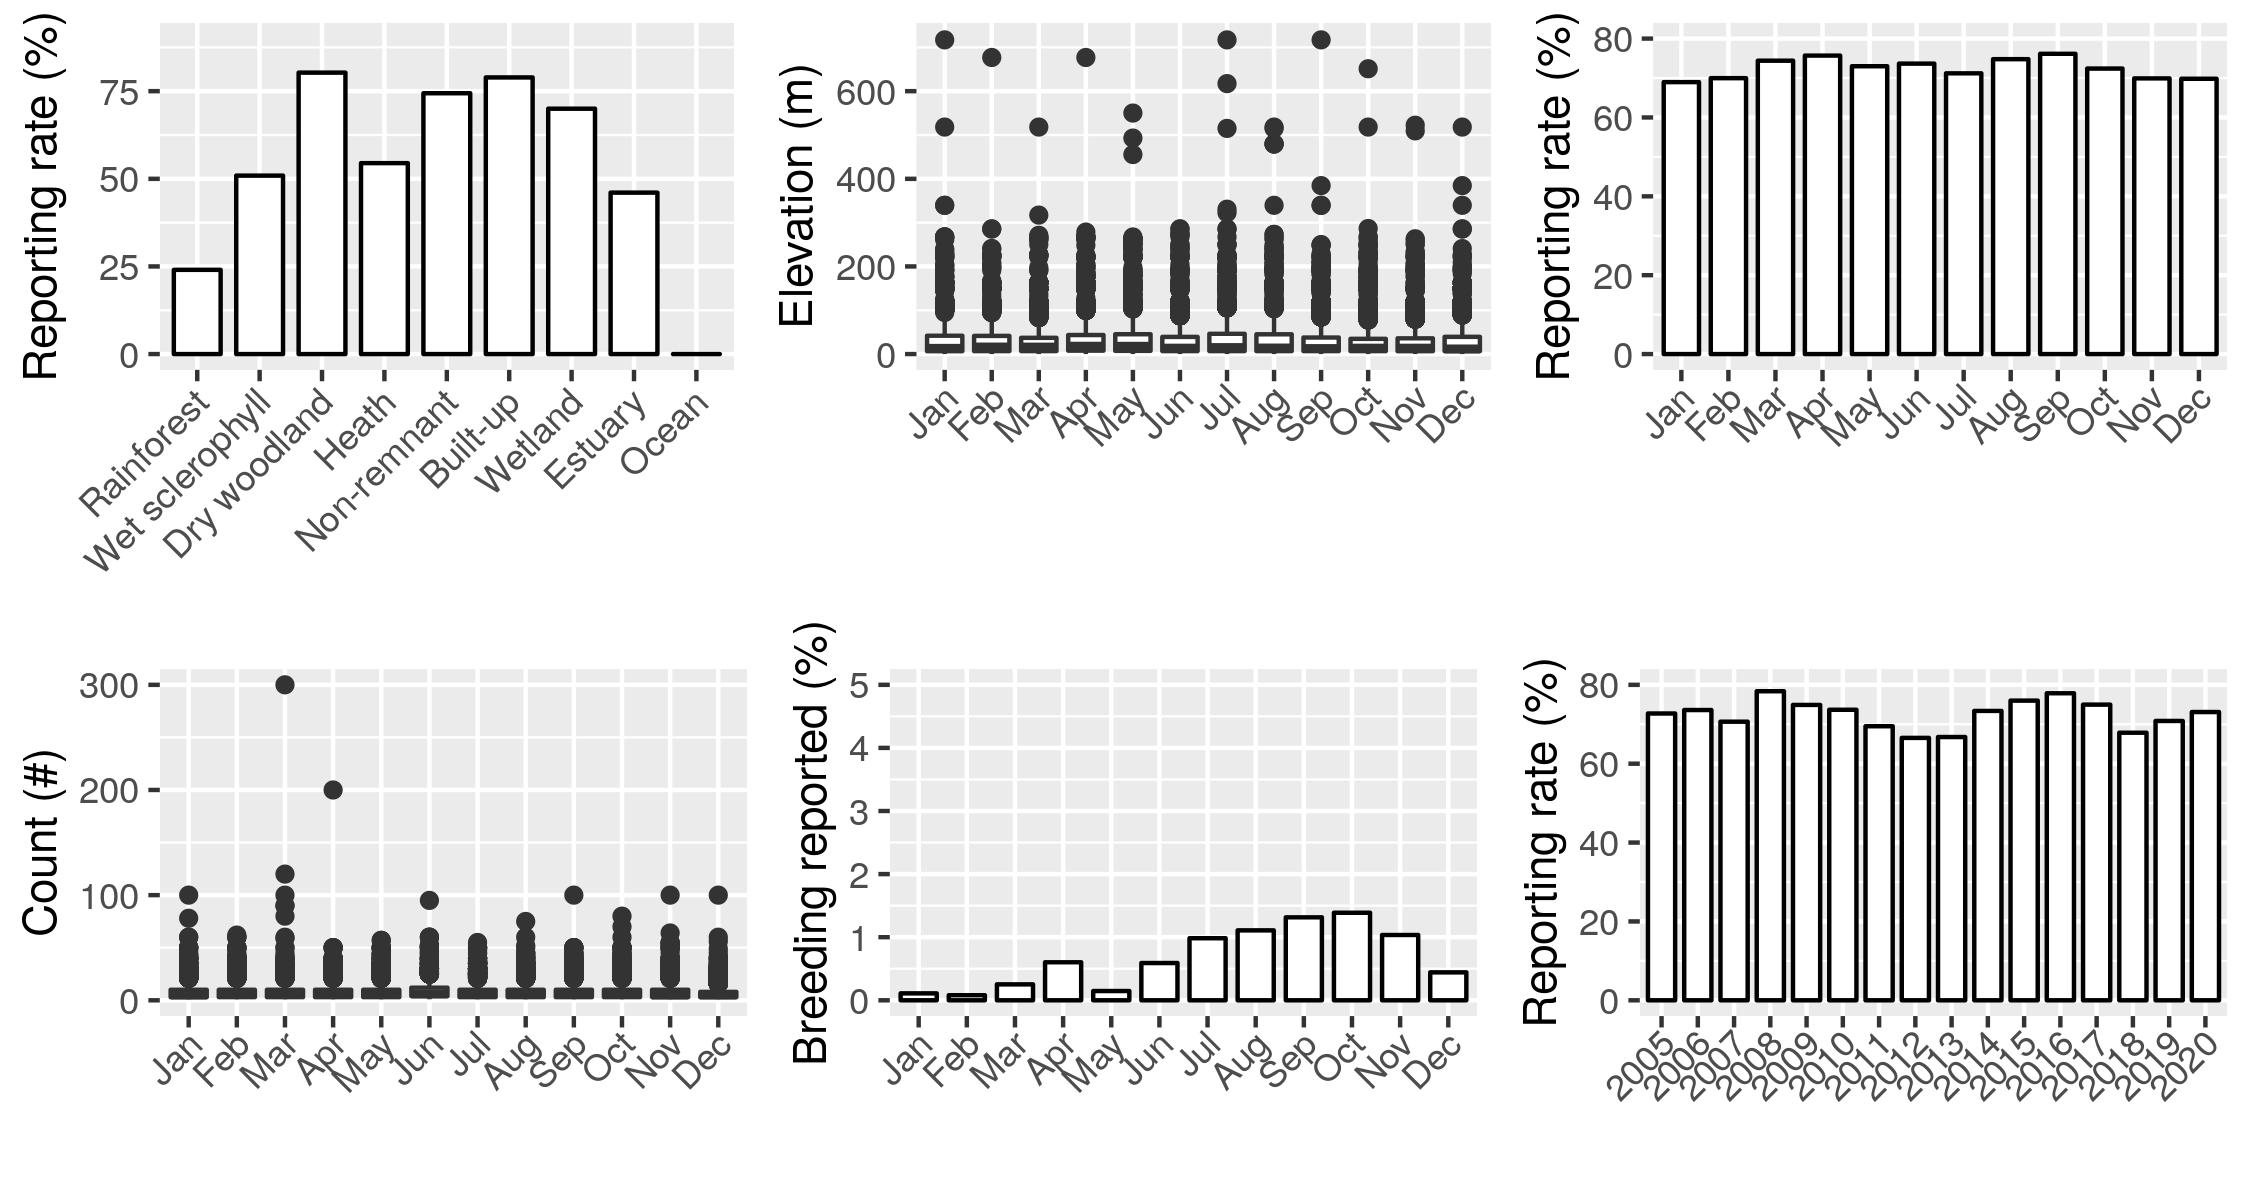 Reporting rate (%)
75
50
25
0
Rainforest
Wet sclerophyll
Dry woodland
Heath
Non-remnant
Built-up
Wetland
Estuary
Ocean
Elevation (m)
600
400
200
0
Jan
Feb
Mar
Apr
May
Jun
Jul
Aug
Sep
Oct
Nov
Dec
Reporting rate (%)
80
60
40
20
0
Jan
Feb
Mar
Apr
May
Jun
Jul
Aug
Sep
Oct
Nov
Dec
Count (#)
300
200
100
0
Jan
Feb
Mar
Apr
May
Jun
Jul
Aug
Sep
Oct
Nov
Dec
Breeding reported (%)
5
4
3
2
1
0
Jan
Feb
Mar
Apr
May
Jun
Jul
Aug
Sep
Oct
Nov
Dec
Reporting rate (%)
80
60
40
20
0
2005
2006
2007
2008
2009
2010
2011
2012
2013
2014
2015
2016
2017
2018
2019
2020